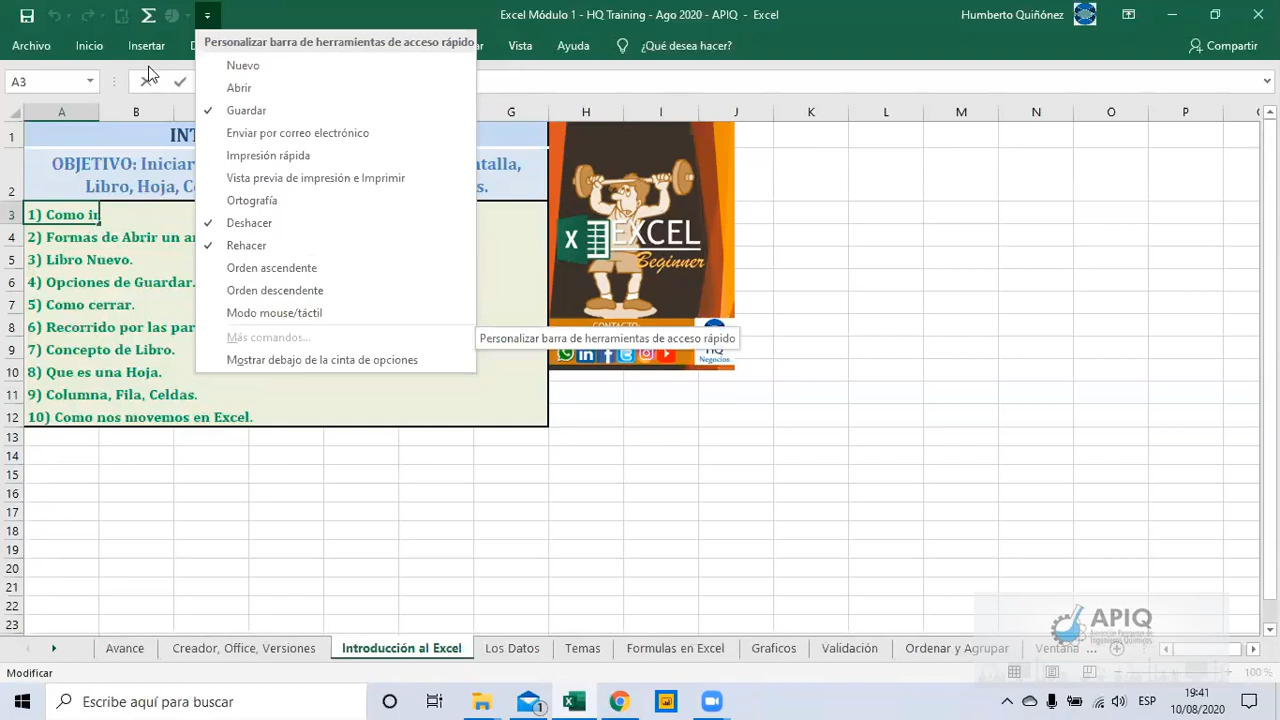 Excel Módulo 1 - HQ Training - Ago 2020 - APIQ - Excel
Humberto Quiñónez
Archivo Inicio Insertar Vista Ayuda ¿Qué desea hacer? Compartir
Personalizar barra de herramientas de acceso rápido
Nuevo
Abrir
Guardar
Enviar por correo electrónico
Impresión rápida
Vista previa de impresión e Imprimir
Ortografía
Deshacer
Rehacer
Orden ascendente
Orden descendente
Modo mouse/táctil
Más comandos...
Mostrar debajo de la cinta de opciones
Personalizar barra de herramientas de acceso rápido
A3
A B G H I J K L M N O P
1
2
3
4
5
6
7
8
9
10
11
12
13
14
15
16
17
18
19
20
21
22
23
OBJETIVO: Iniciar
Libro, Hoja,
1) Como
2) Formas de Abrir un
3) Libro Nuevo.
4) Opciones de Guardar.
5) Como cerrar.
6) Recorrido por las
7) Concepto de Libro.
8) Que es una Hoja.
9) Columna, Fila, Celdas.
10) Como nos movemos en Excel.
X EXCEL
Beginner
CONTACTO:
HQ
Negocios
APIQ
Avance Creador, Office, Versiones Introducción al Excel Los Datos Temas Formulas en Excel Graficos Validación Ordenar y Agrupar Ventana ...
Modificar 100 %
Escribe aquí para buscar
1
ESP
19:41
10/08/2020